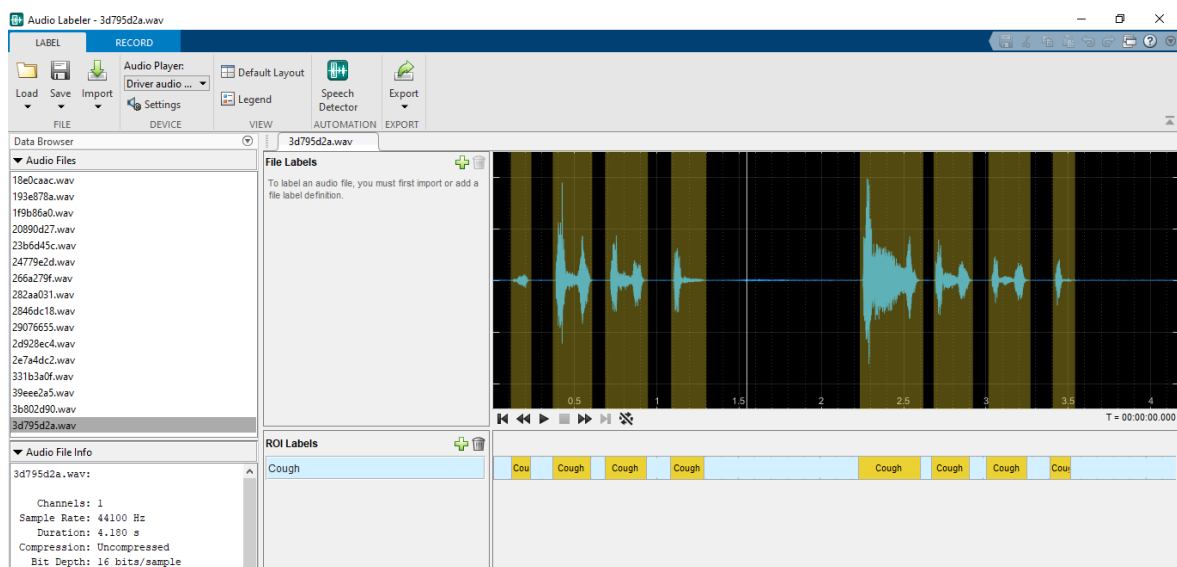 Audio Labeler - 3d795d2a.wav
LABEL RECORD
Load Save Import
Audio Player:
Driver audio ...
Settings
Default Layout
Legend
Speech Detector
Export
FILE DEVICE VIEW AUTOMATION EXPORT
Data Browser
3d795d2a.wav
Audio Files
18e0caac.wav
193e878a.wav
1f9b86a0.wav
20890d27.wav
23b6d45c.wav
24779e2d.wav
266a279f.wav
282aa031.wav
2846dc18.wav
29076655.wav
2d928ec4.wav
2e7a4dc2.wav
331b3a0f.wav
39eee2a5.wav
3b802d90.wav
3d795d2a.wav
File Labels
To label an audio file, you must first import or add a
file label definition.
0.5 1 1.5 2 2.5 3 3.5 4
T = 00:00:00.000
ROI Labels
Cough
Cou Cough Cough Cough Cough Cough Cough Coug
Audio File Info
3d795d2a.wav:
Channels: 1
Sample Rate: 44100 Hz
Duration: 4.180 s
Compression: Uncompressed
Bit Depth: 16 bits/sample